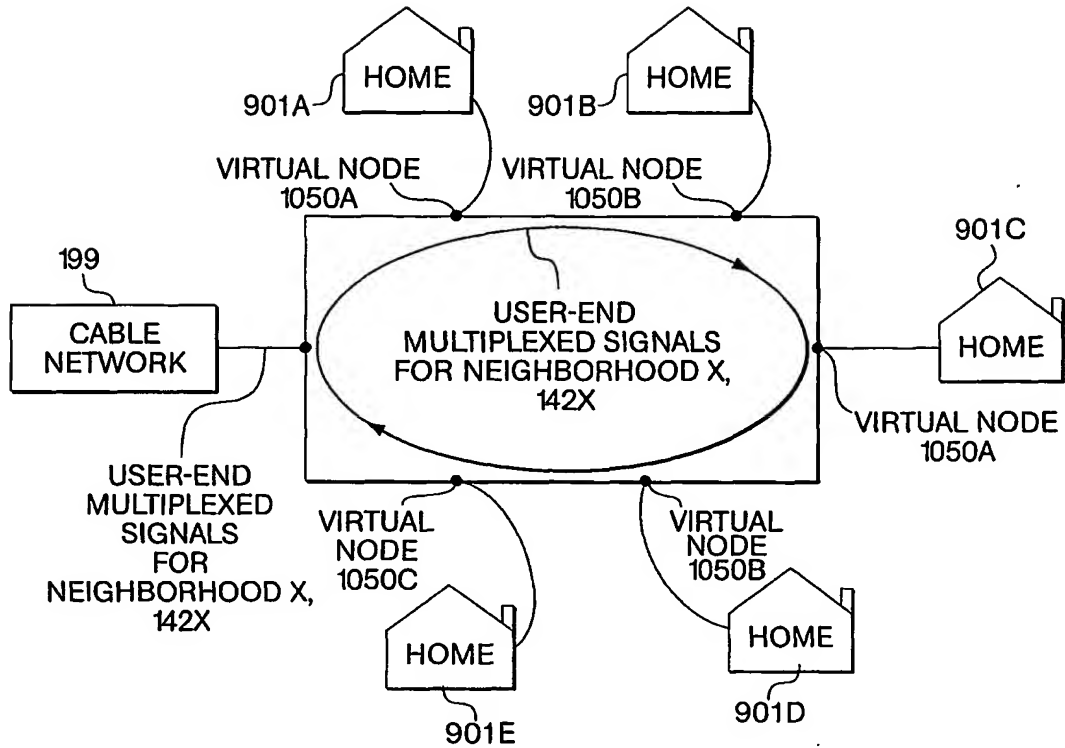 HOME
901A
HOME
901B
VIRTUAL NODE
1050A
VIRTUAL NODE
1050B
901C
HOME
199
CABLE
NETWORK
USER-END
MULTIPLEXED SIGNALS
FOR NEIGHBORHOOD X,
142X
VIRTUAL NODE
1050A
USER-END
MULTIPLEXED
SIGNALS
FOR
NEIGHBORHOOD X,
142X
VIRTUAL
NODE
1050C
VIRTUAL
NODE
1050B
HOME
901E
HOME
901D